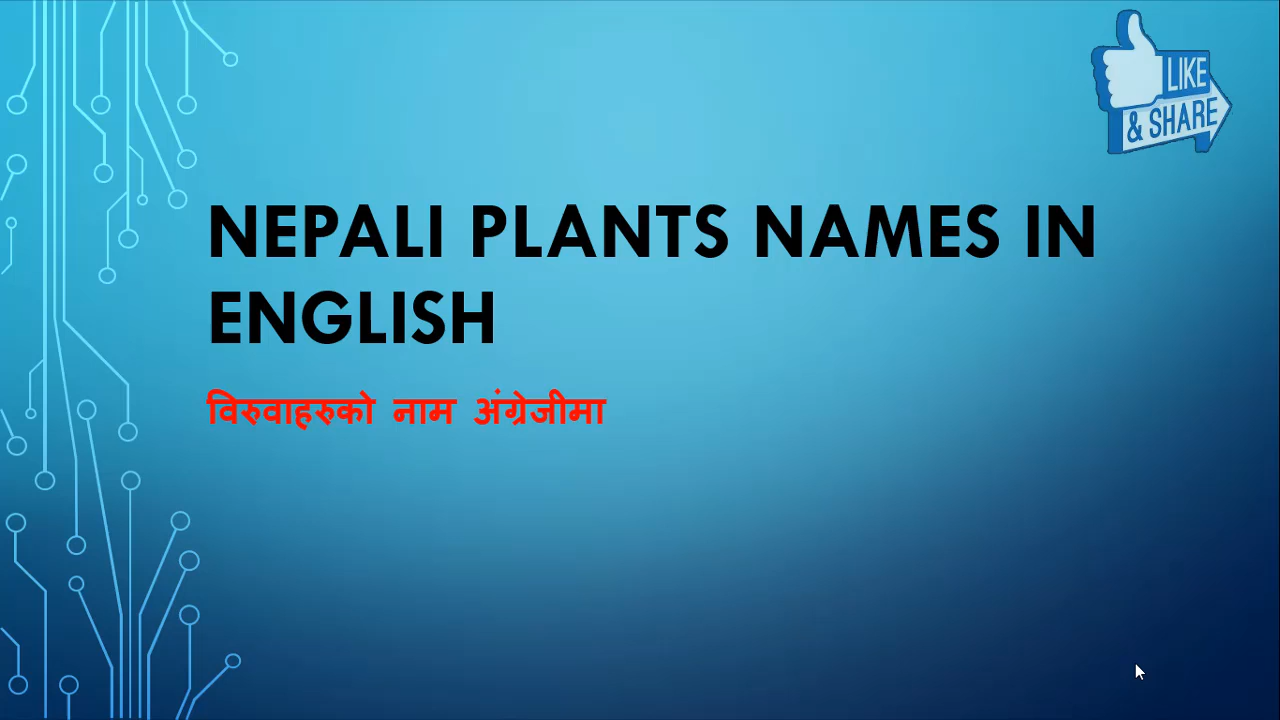 LIKE
& SHARE
NEPALI PLANTS NAMES IN
ENGLISH
विरुवाहरुको नाम अंग्रेजीमा